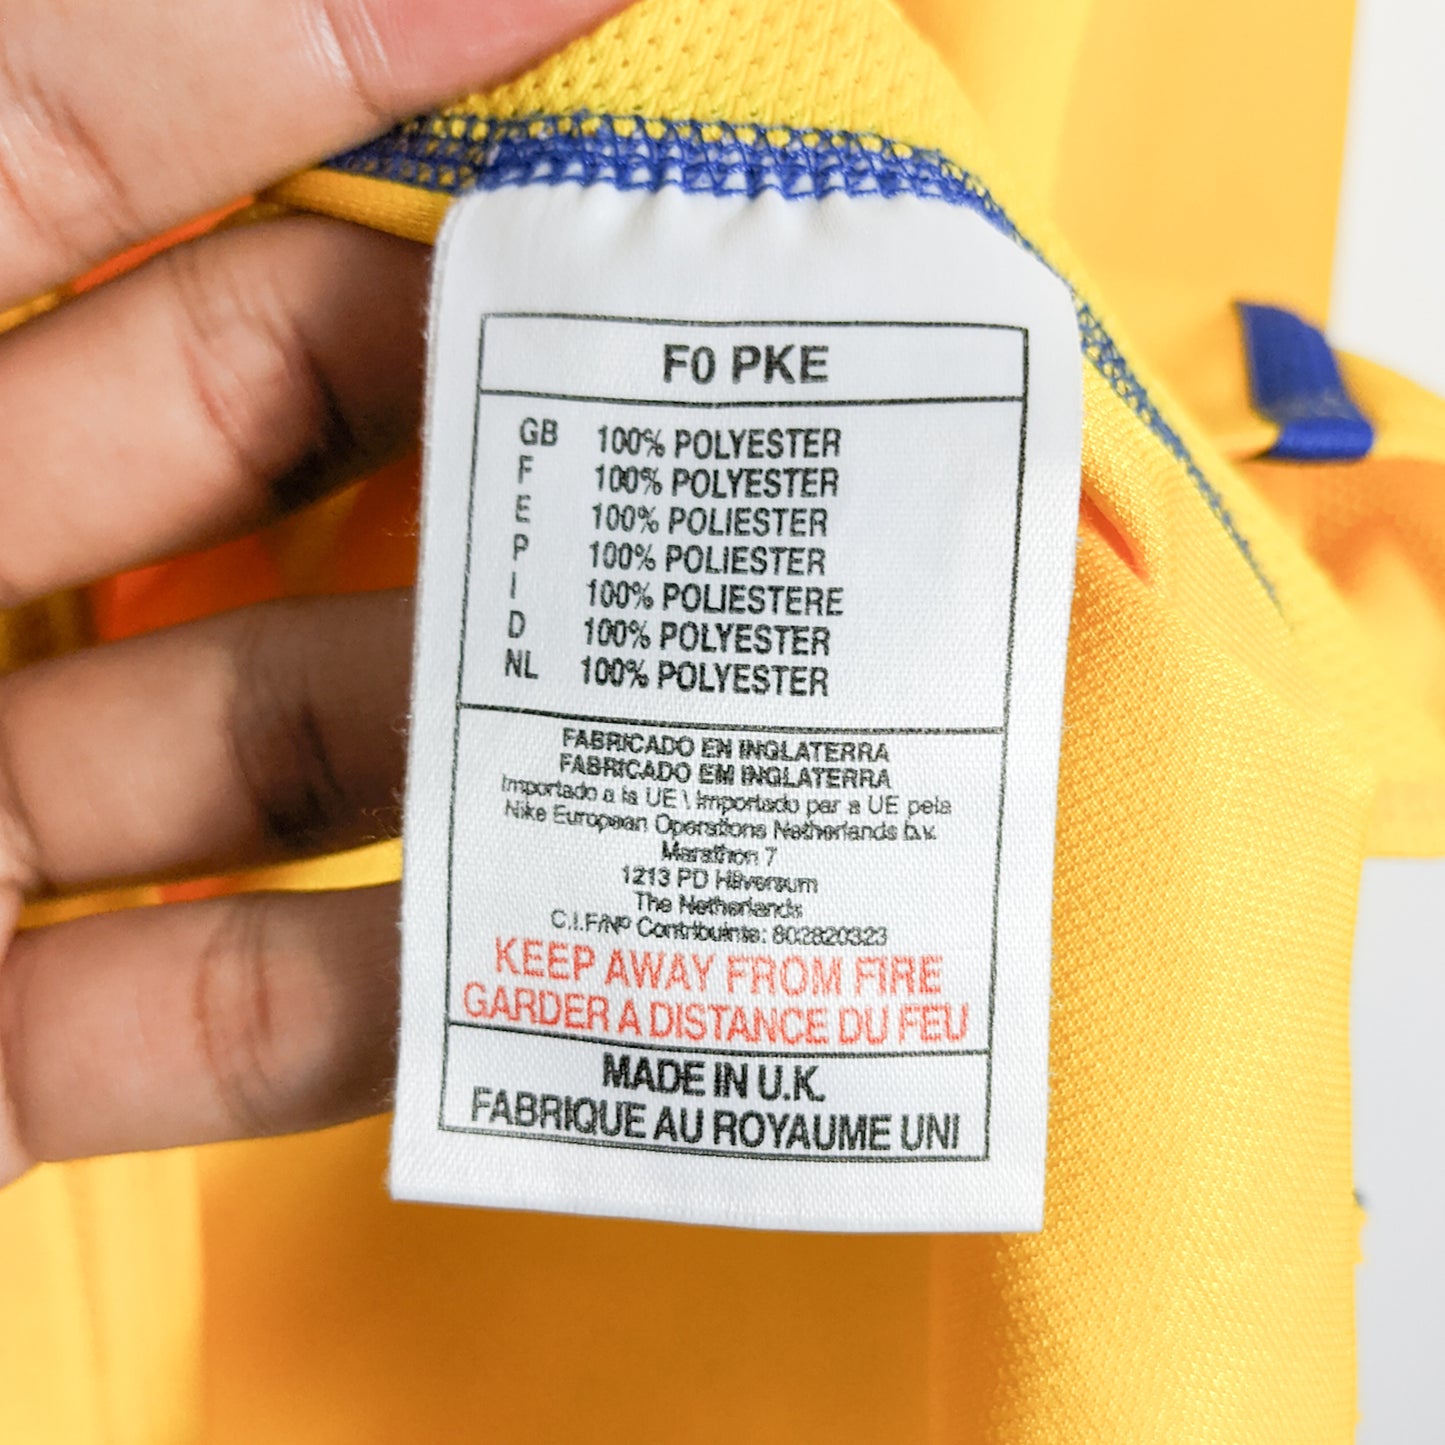 F0 PKE
GB 100% POLYESTER
F 100% POLYESTER
E 100% POLIESTER
P 100% POLIESTER
I 100% POLIESTERE
D 100% POLYESTER
NL 100% POLYESTER
FABRICADO EN INGLATERRA
FABRICADO EM INGLATERRA
Importado a la UE \ Importado par a UE pela
Nike European Operations Netherlands b.v.
Marathon 7
1213 PD Hilversum
The Netherlands
C.I.F/Nº Contribuinte: 802820323
KEEP AWAY FROM FIRE
GARDER A DISTANCE DU FEU
MADE IN U.K.
FABRIQUE AU ROYAUME UNI